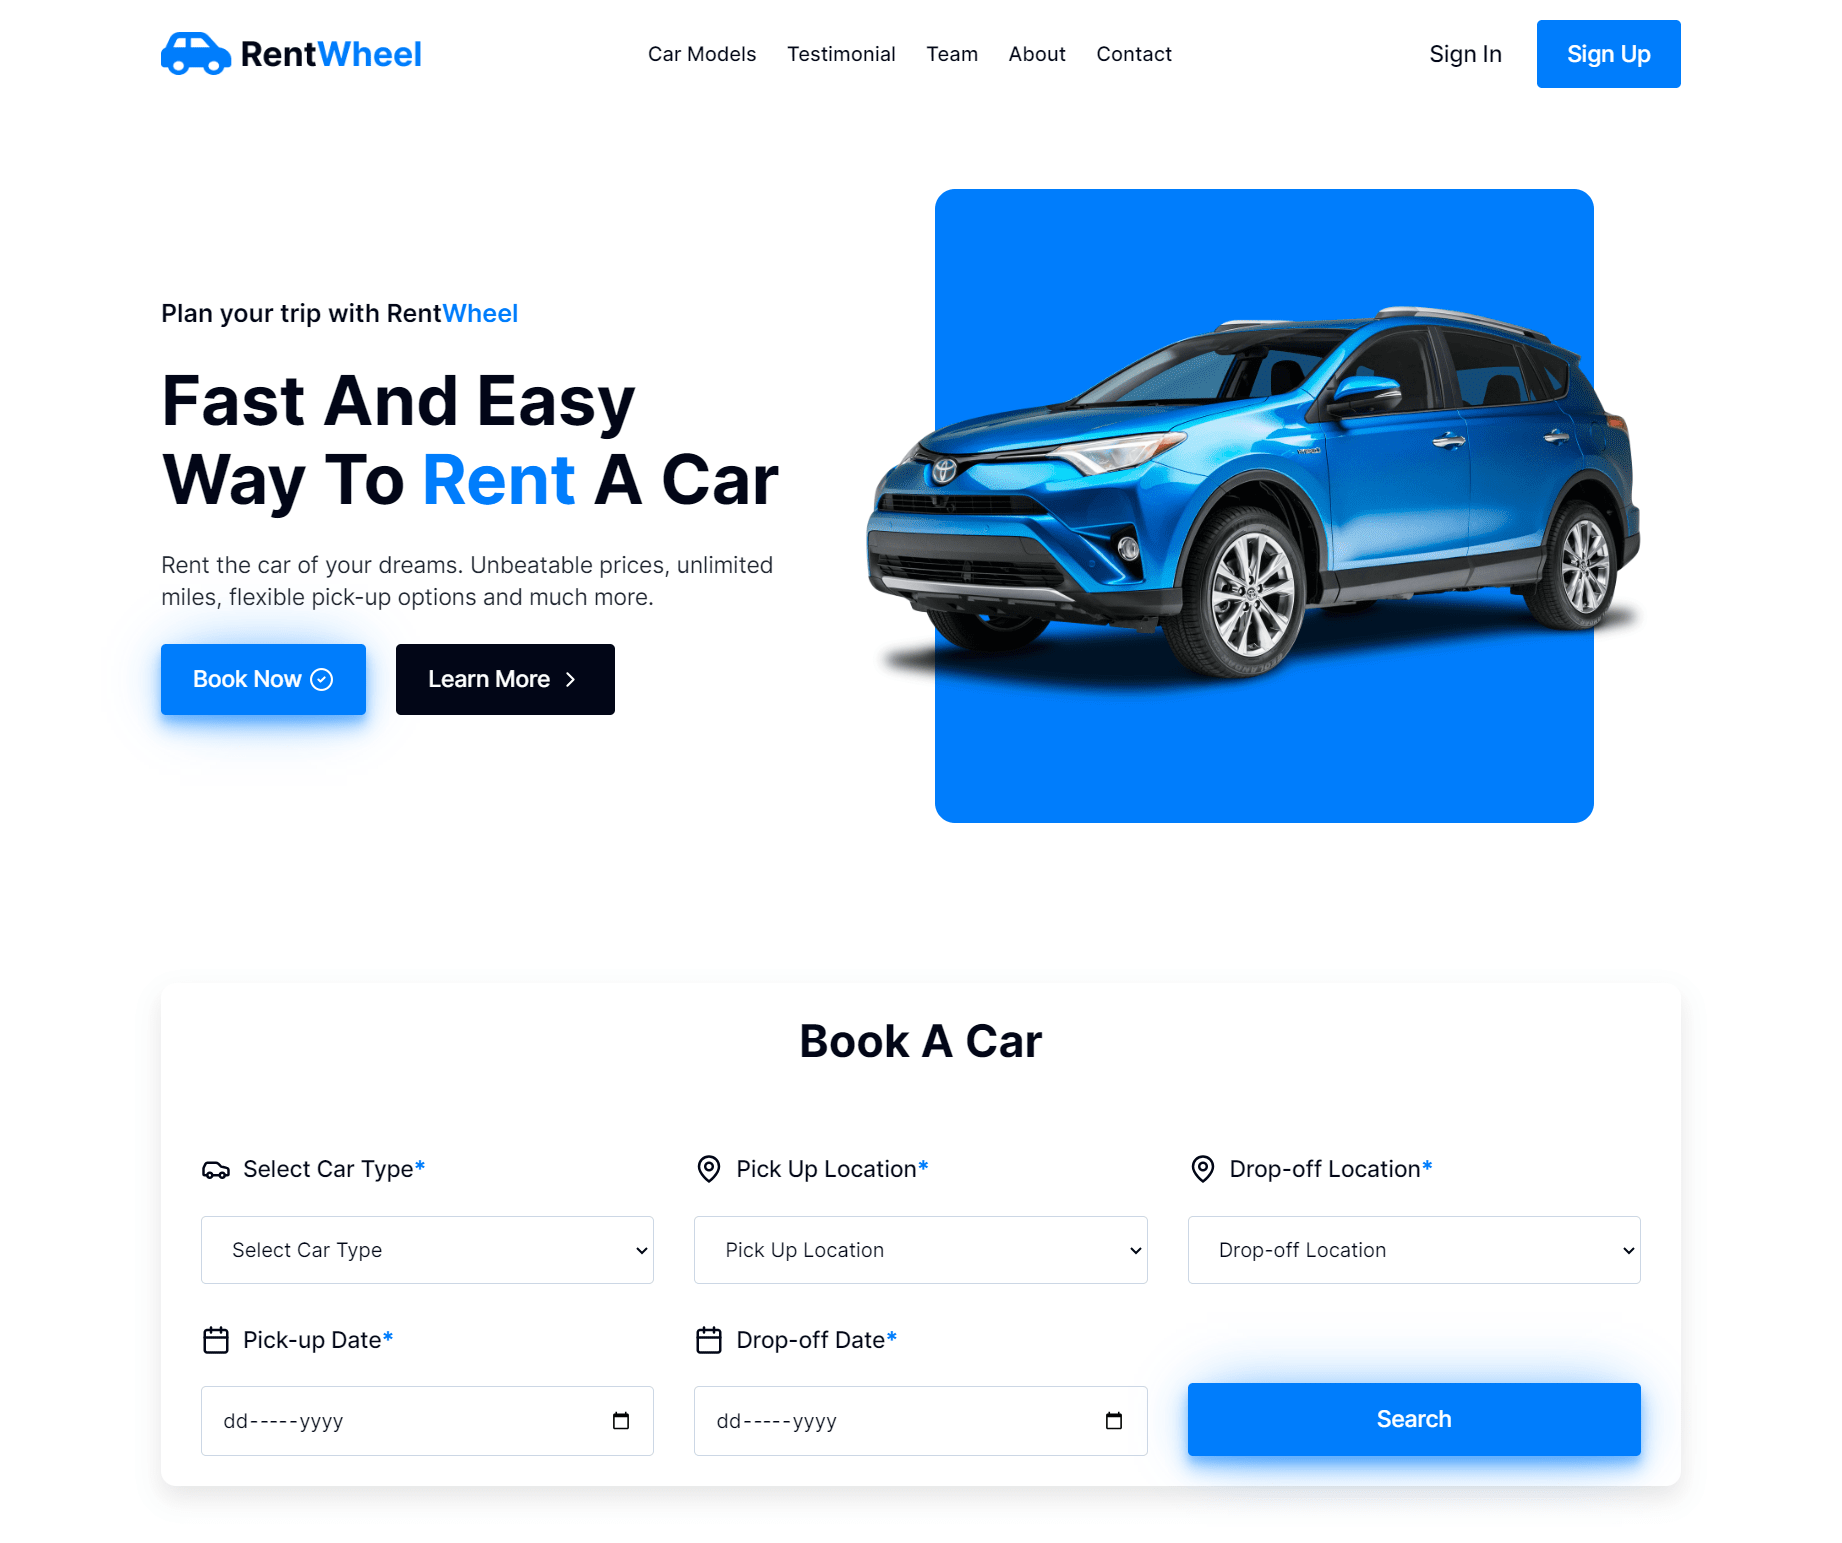 RentWheel
Car Models Testimonial Team About Contact
Sign In Sign Up
Plan your trip with RentWheel
Fast And Easy
Way To Rent A Car
Rent the car of your dreams. Unbeatable prices, unlimited
miles, flexible pick-up options and much more.
Book Now Learn More
Book A Car
Select Car Type* Pick Up Location* Drop-off Location*
Select Car Type Pick Up Location Drop-off Location
Pick-up Date* Drop-off Date*
dd-----yyyy dd-----yyyy Search